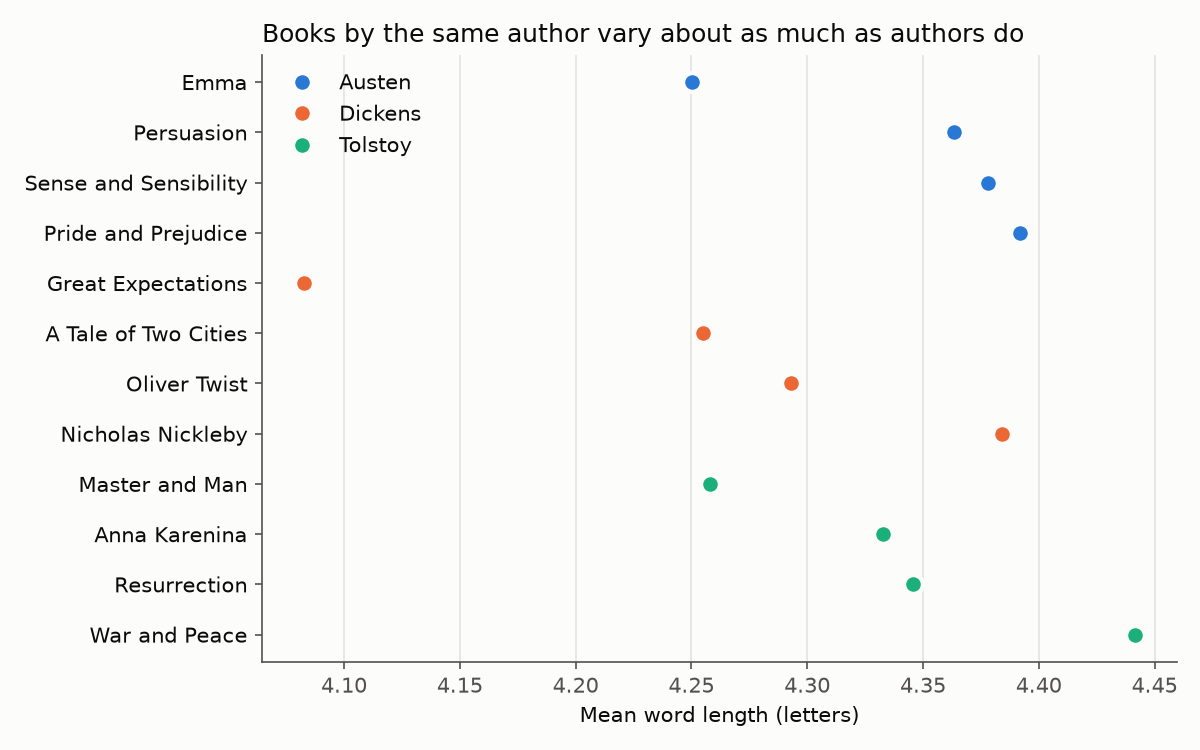 Books by the same author vary about as much as authors do
Emma
Persuasion
Sense and Sensibility
Pride and Prejudice
Great Expectations
A Tale of Two Cities
Oliver Twist
Nicholas Nickleby
Master and Man
Anna Karenina
Resurrection
War and Peace
Austen
Dickens
Tolstoy
4.10 4.15 4.20 4.25 4.30 4.35 4.40 4.45
Mean word length (letters)